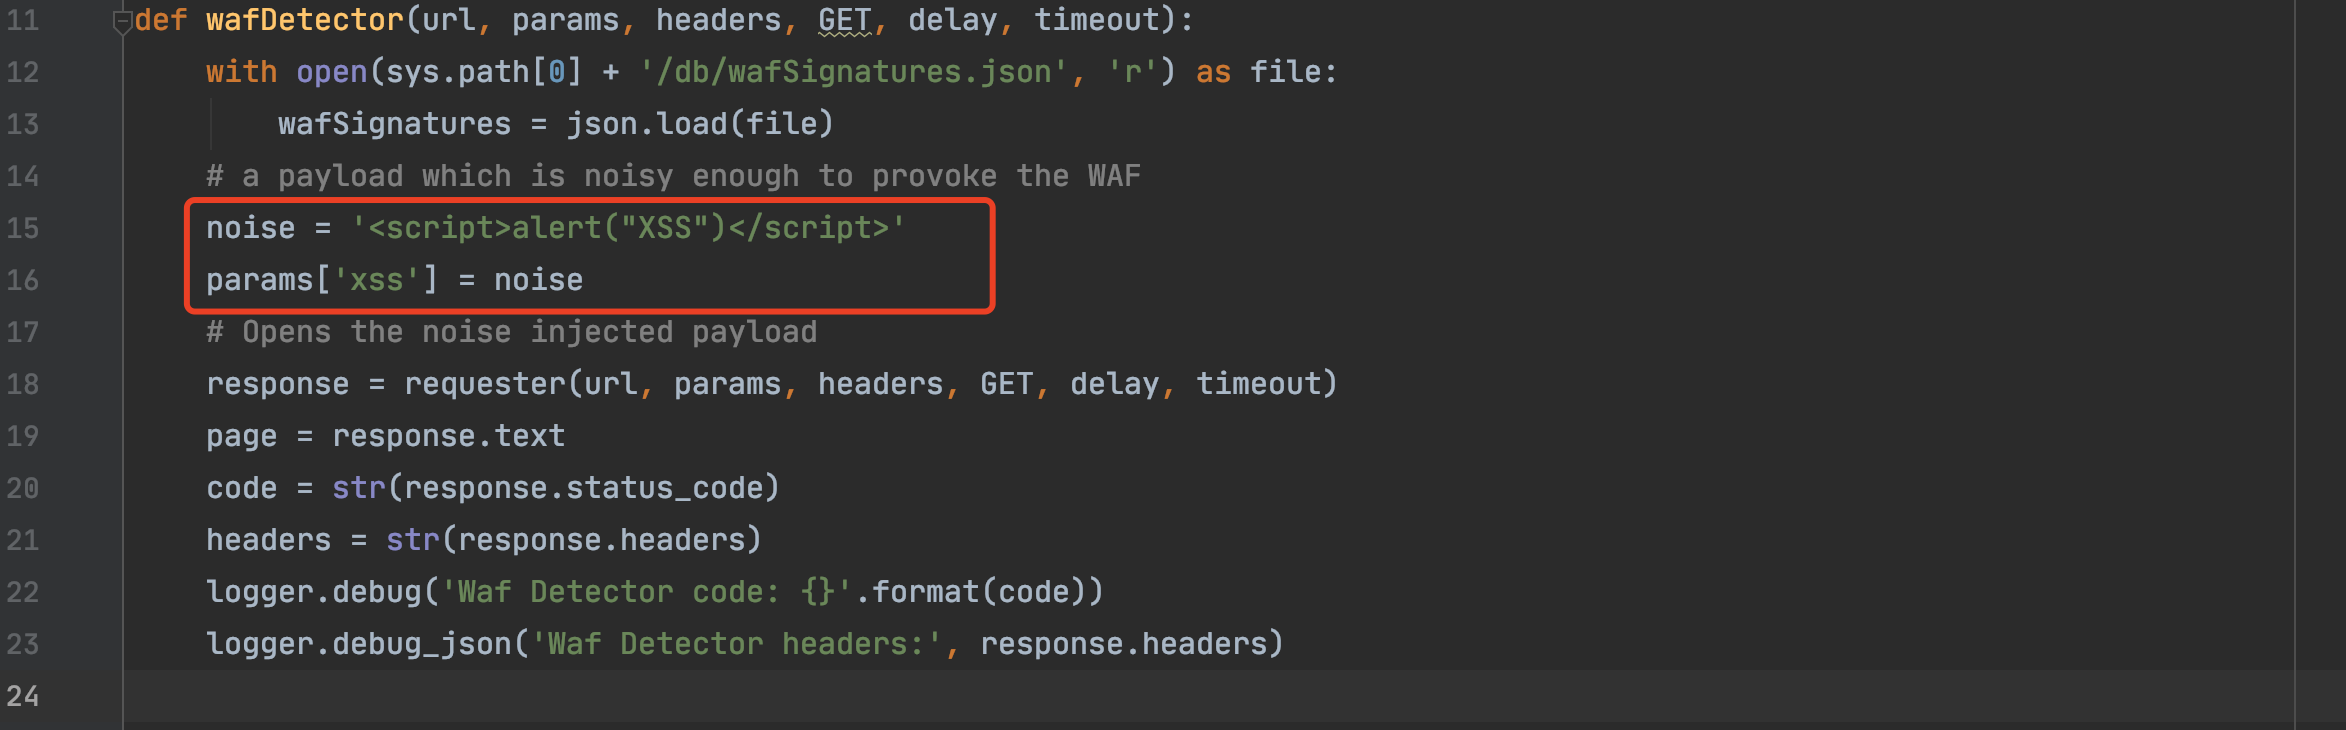 11 def wafDetector(url, params, headers, GET, delay, timeout):
12 with open(sys.path[0] + '/db/wafSignatures.json', 'r') as file:
13 wafSignatures = json.load(file)
14 # a payload which is noisy enough to provoke the WAF
15 noise = '<script>alert("XSS")</script>'
16 params['xss'] = noise
17 # Opens the noise injected payload
18 response = requester(url, params, headers, GET, delay, timeout)
19 page = response.text
20 code = str(response.status_code)
21 headers = str(response.headers)
22 logger.debug('Waf Detector code: {}'.format(code))
23 logger.debug_json('Waf Detector headers:', response.headers)
24